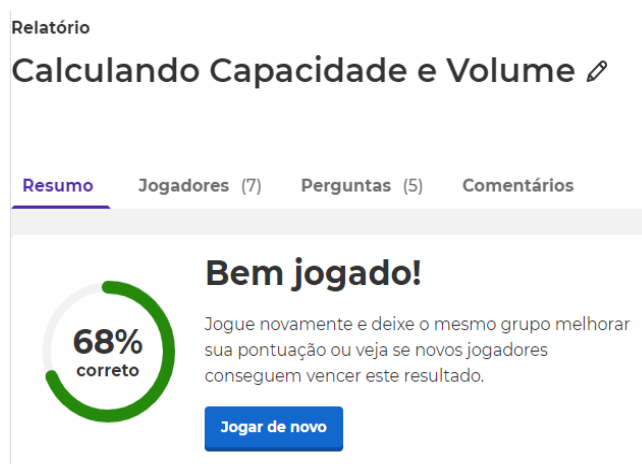 Relatório
Calculando Capacidade e Volume
Resumo Jogadores (7) Perguntas (5) Comentários
Bem jogado!
68%
correto
Jogue novamente e deixe o mesmo grupo melhorar
sua pontuação ou veja se novos jogadores
conseguem vencer este resultado.
Jogar de novo